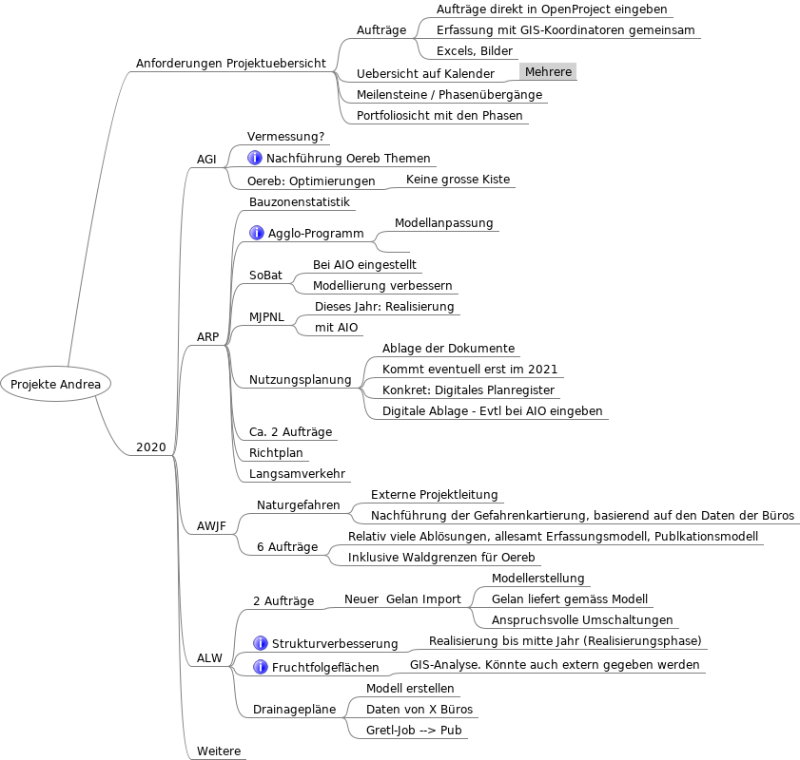 Projekte Andrea
Anforderungen Projektuebersicht
Aufträge
Aufträge direkt in OpenProject eingeben
Erfassung mit GIS-Koordinatoren gemeinsam
Excels, Bilder
Uebersicht auf Kalender
Mehrere
Meilensteine / Phasenübergänge
Portfoliosicht mit den Phasen
2020
AGI
Vermessung?
Nachführung Oereb Themen
Oereb: Optimierungen
Keine grosse Kiste
ARP
Bauzonenstatistik
Agglo-Programm
Modellanpassung
SoBat
Bei AIO eingestellt
Modellierung verbessern
MJPNL
Dieses Jahr: Realisierung
mit AIO
Nutzungsplanung
Ablage der Dokumente
Kommt eventuell erst im 2021
Konkret: Digitales Planregister
Digitale Ablage - Evtl bei AIO eingeben
Ca. 2 Aufträge
Richtplan
Langsamverkehr
AWJF
Naturgefahren
Externe Projektleitung
Nachführung der Gefahrenkartierung, basierend auf den Daten der Büros
6 Aufträge
Relativ viele Ablösungen, allesamt Erfassungsmodell, Publkationsmodell
Inklusive Waldgrenzen für Oereb
ALW
2 Aufträge
Neuer  Gelan Import
Modellerstellung
Gelan liefert gemäss Modell
Anspruchsvolle Umschaltungen
Strukturverbesserung
Realisierung bis mitte Jahr (Realisierungsphase)
Fruchtfolgeflächen
GIS-Analyse. Könnte auch extern gegeben werden
Drainagepläne
Modell erstellen
Daten von X Büros
Gretl-Job --> Pub
Weitere